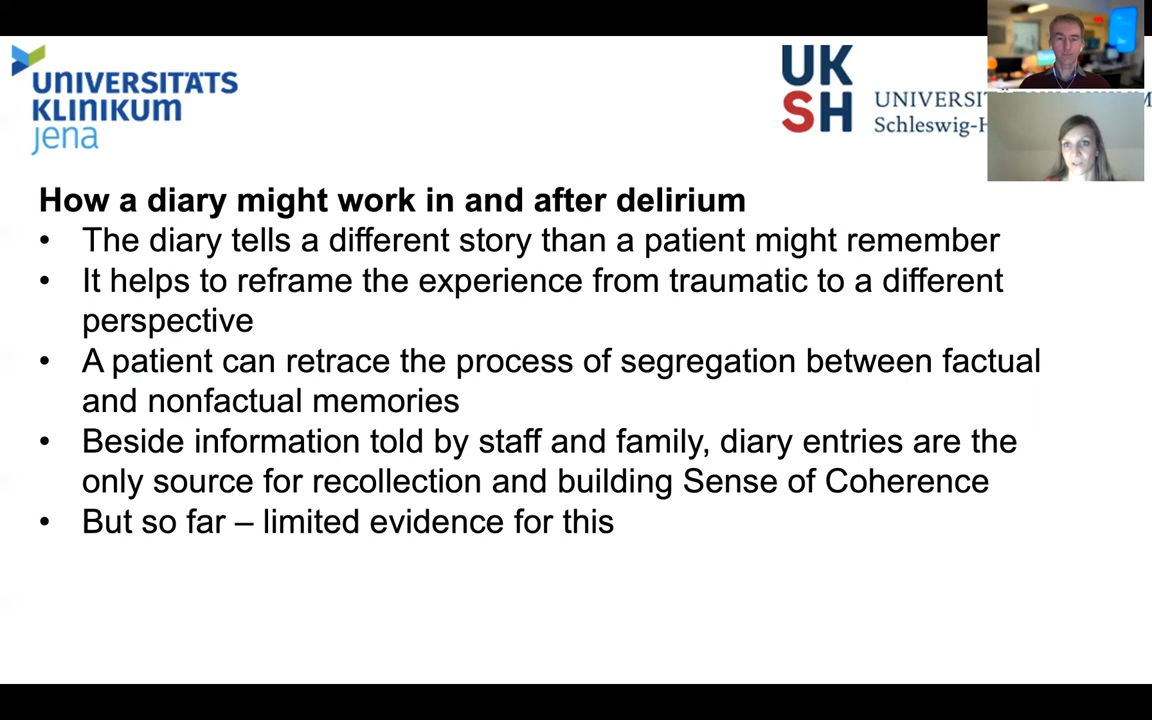 UNIVERSITÄTS
KLINIKUM
jena
UK
SH
Schleswig-H
How a diary might work in and after delirium
• The diary tells a different story than a patient might remember
• It helps to reframe the experience from traumatic to a different
perspective
• A patient can retrace the process of segregation between factual
and nonfactual memories
• Beside information told by staff and family, diary entries are the
only source for recollection and building Sense of Coherence
• But so far – limited evidence for this